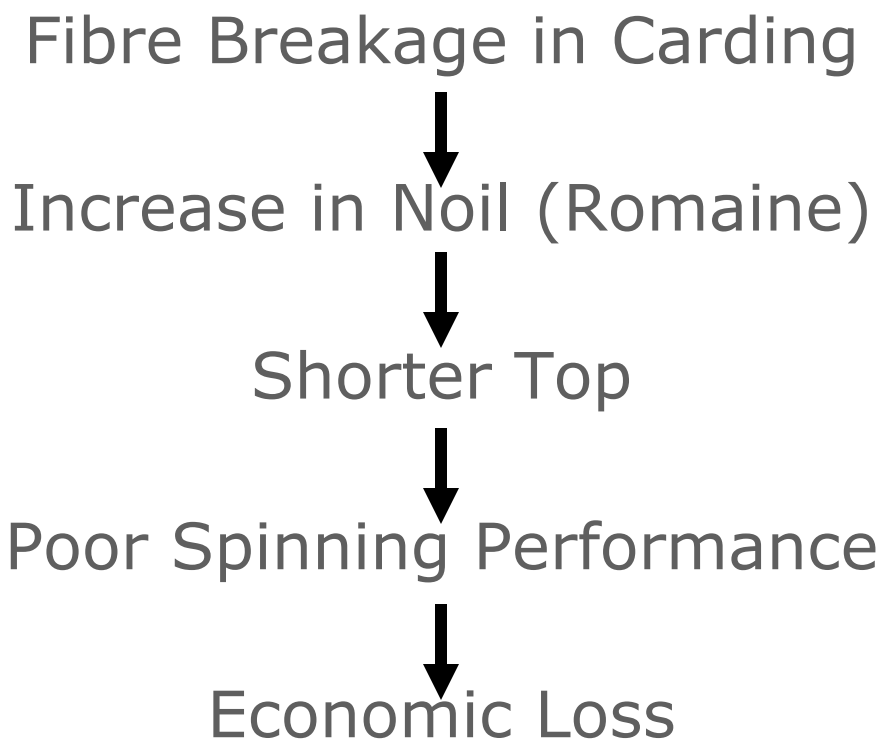 Fibre Breakage in Carding
Increase in Noil (Romaine)
Shorter Top
Poor Spinning Performance
Economic Loss